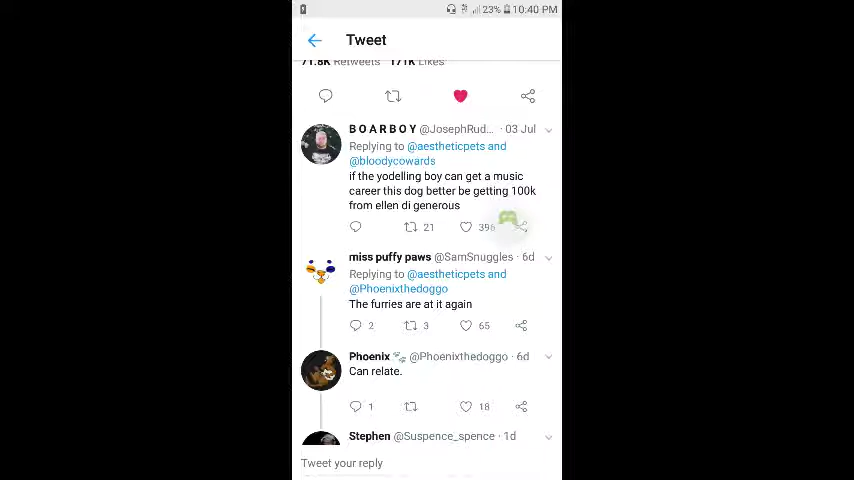 23% 10:40 PM
Tweet
71.8K Retweets 171K Likes
B O A R B O Y @JosephRud... · 03 Jul
Replying to @aestheticpets and
@bloodycowards
if the yodelling boy can get a music
career this dog better be getting 100k
from ellen di generous
21 396
miss puffy paws @SamSnuggles · 6d
Replying to @aestheticpets and
@Phoenixthedoggo
The furries are at it again
2 3 65
Phoenix 🐾 @Phoenixthedoggo · 6d
Can relate.
1 18
Stephen @Suspence_spence · 1d
Tweet your reply